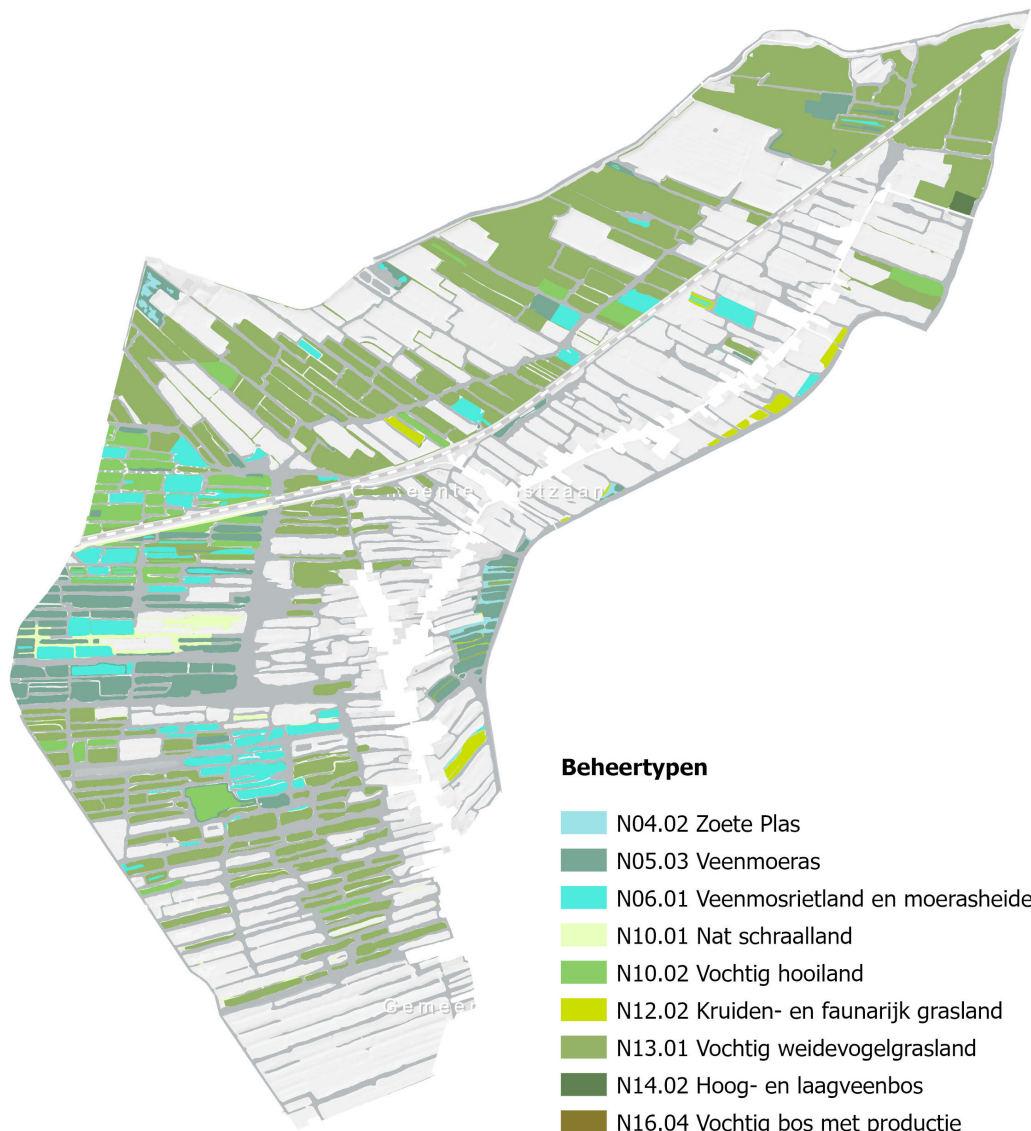 Gemeente
Beheertypen
N04.02 Zoete Plas
N05.03 Veenmoeras
N06.01 Veenmosrietland en moerasheide
N10.01 Nat schraalland
N10.02 Vochtig hooiland
N12.02 Kruiden- en faunarijk grasland
N13.01 Vochtig weidevogelgrasland
N14.02 Hoog- en laagveenbos
N16.04 Vochtig bos met productie